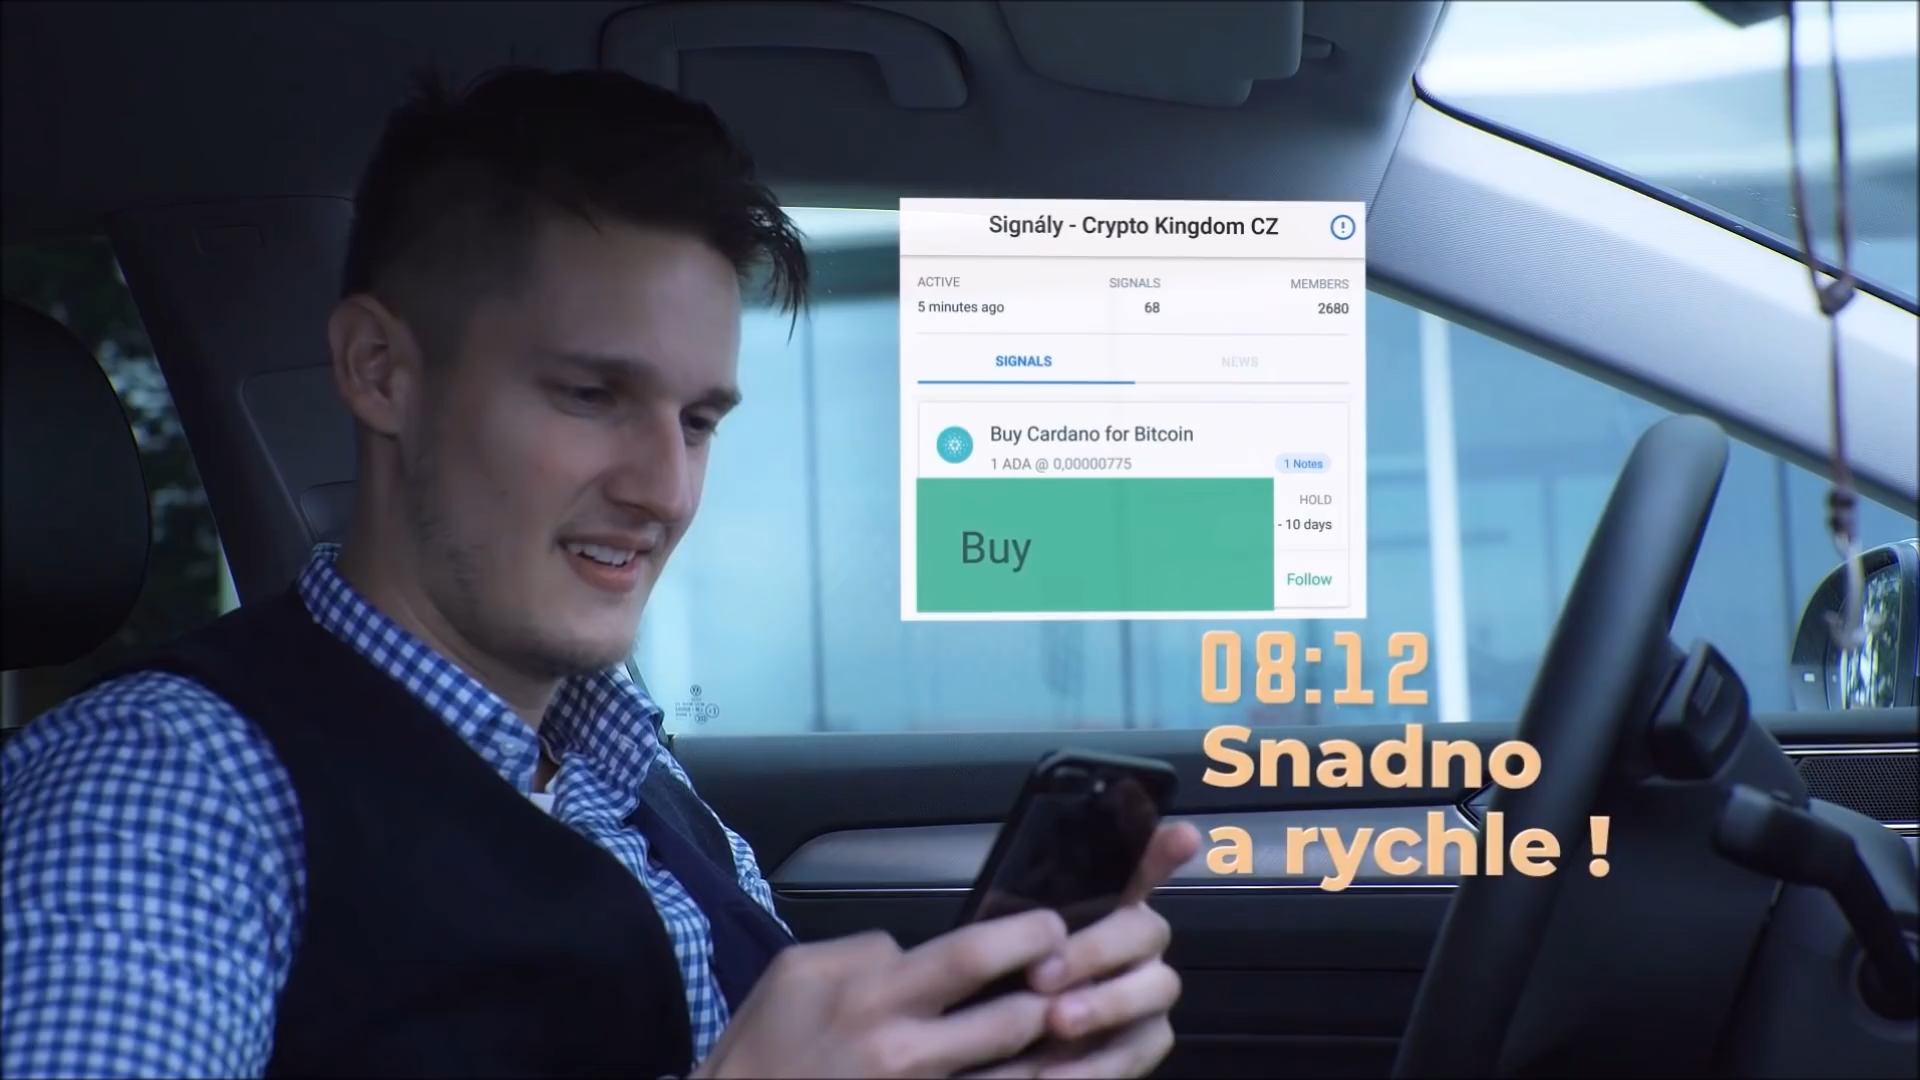 Signály - Crypto Kingdom CZ
ACTIVE SIGNALS MEMBERS
5 minutes ago 68 2680
SIGNALS NEWS
Buy Cardano for Bitcoin
1 ADA @ 0,00000775
1 Notes
HOLD
- 10 days
Buy
Follow
08:12
Snadno
a rychle !